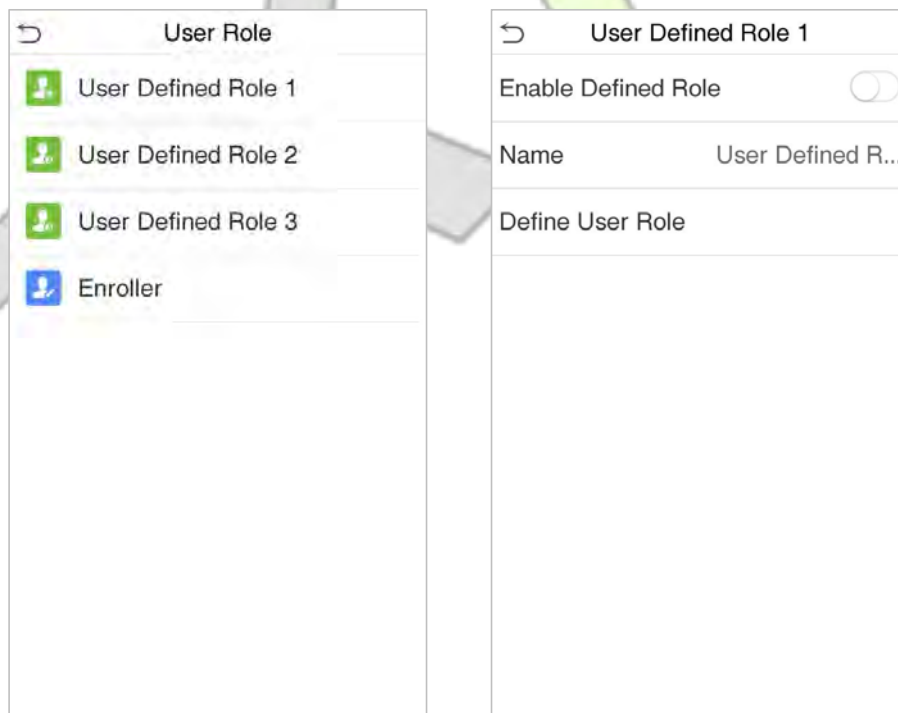 User Role
User Defined Role 1
User Defined Role 2
User Defined Role 3
Enroller
User Defined Role 1
Enable Defined Role
Name User Defined R...
Define User Role